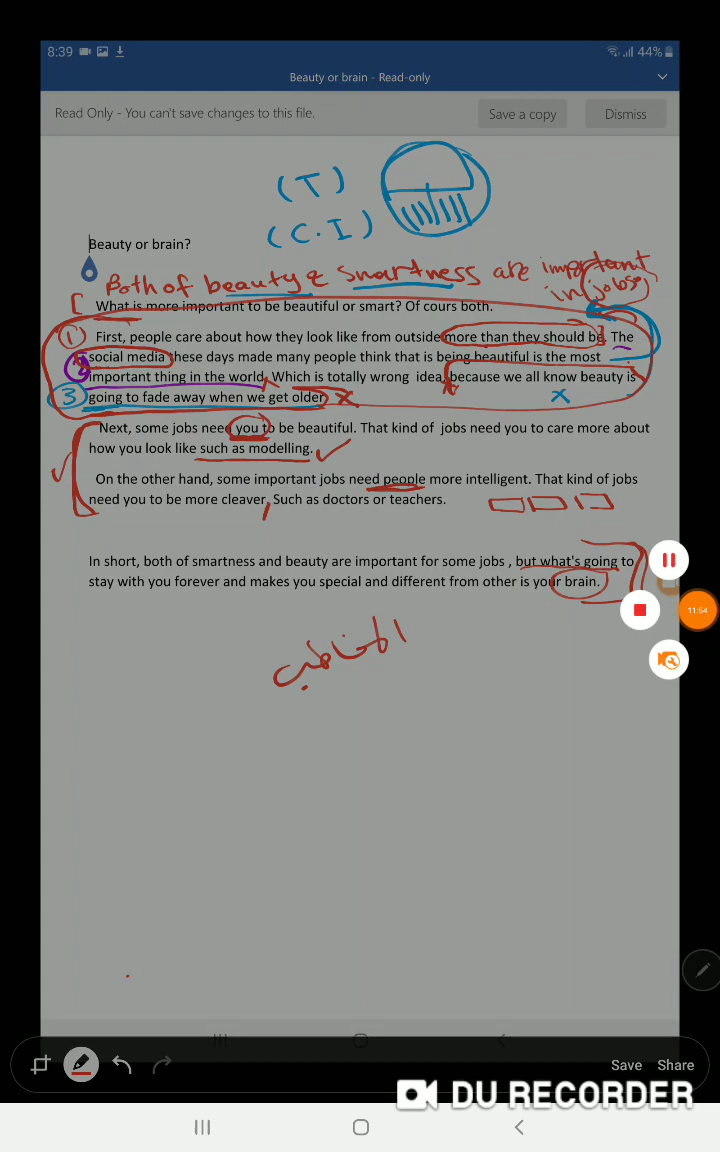 8:39 44%
Beauty or brain - Read-only
Read Only - You can't save changes to this file. Save a copy Dismiss
(T)
(C.I)
Beauty or brain?
Both of beauty & smartness are important
in jobs
What is more important to be beautiful or smart? Of cours both.
1 First, people care about how they look like from outside more than they should be. The
social media these days made many people think that is being beautiful is the most
important thing in the world. Which is totally wrong idea, because we all know beauty is
3 going to fade away when we get older. x x
Next, some jobs need you to be beautiful. That kind of jobs need you to care more about
how you look like such as modelling.
On the other hand, some important jobs need people more intelligent. That kind of jobs
need you to be more cleaver, Such as doctors or teachers.
In short, both of smartness and beauty are important for some jobs , but what's going to
stay with you forever and makes you special and different from other is your brain.
11:54
Save Share
DU RECORDER